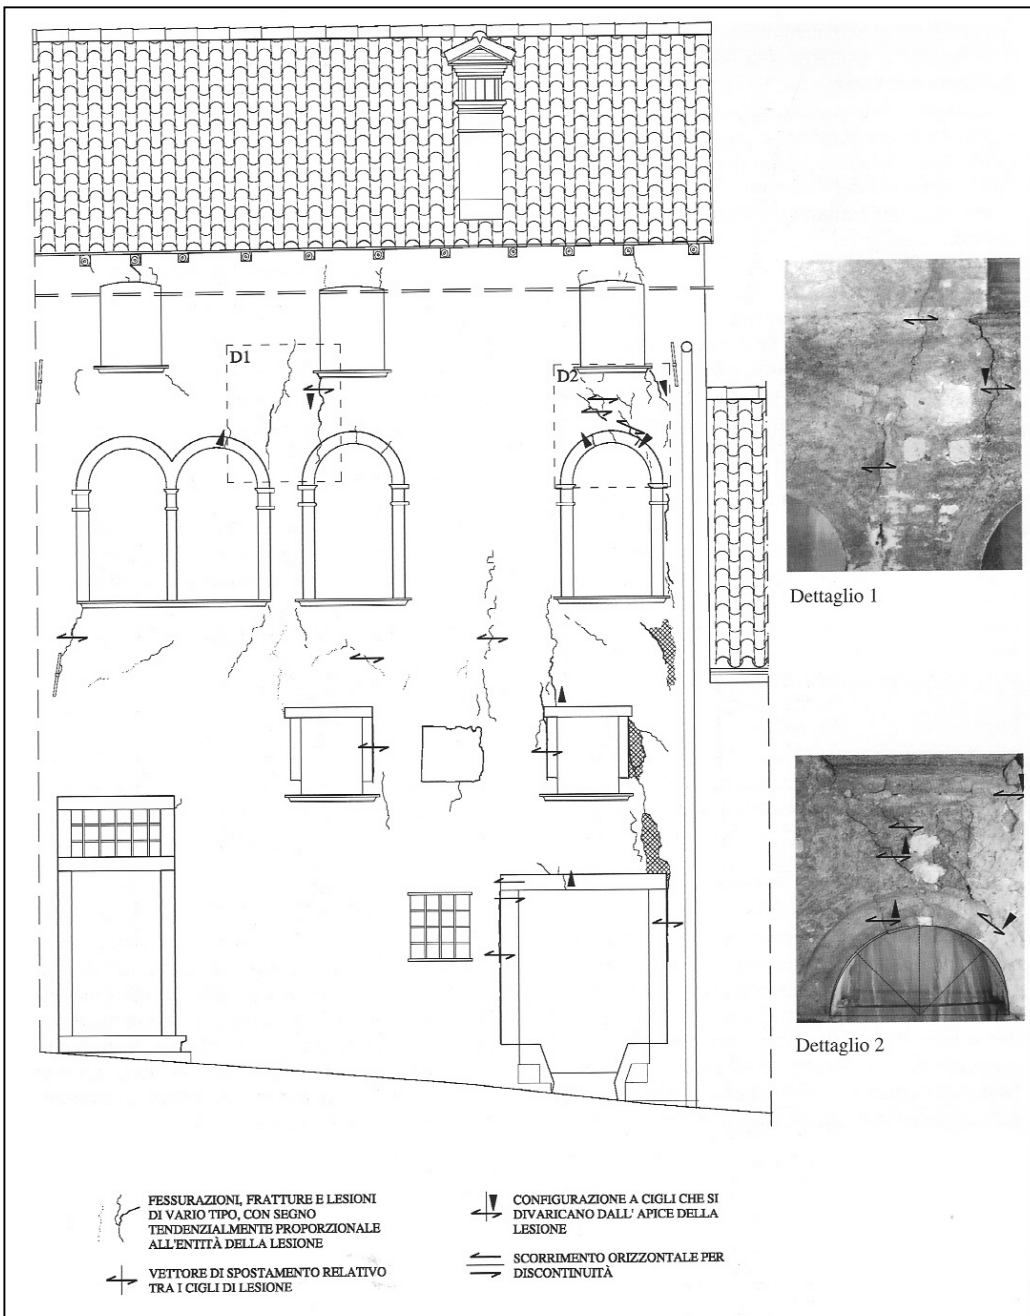 D1
D2
Dettaglio 1
Dettaglio 2
FESSURAZIONI, FRATTURE E LESIONI
DI VARIO TIPO, CON SEGNO
TENDENZIALMENTE PROPORZIONALE
ALL'ENTITÀ DELLA LESIONE
VETTORE DI SPOSTAMENTO RELATIVO
TRA I CIGLI DI LESIONE
CONFIGURAZIONE A CIGLI CHE SI
DIVARICANO DALL' APICE DELLA
LESIONE
SCORRIMENTO ORIZZONTALE PER
DISCONTINUITÀ